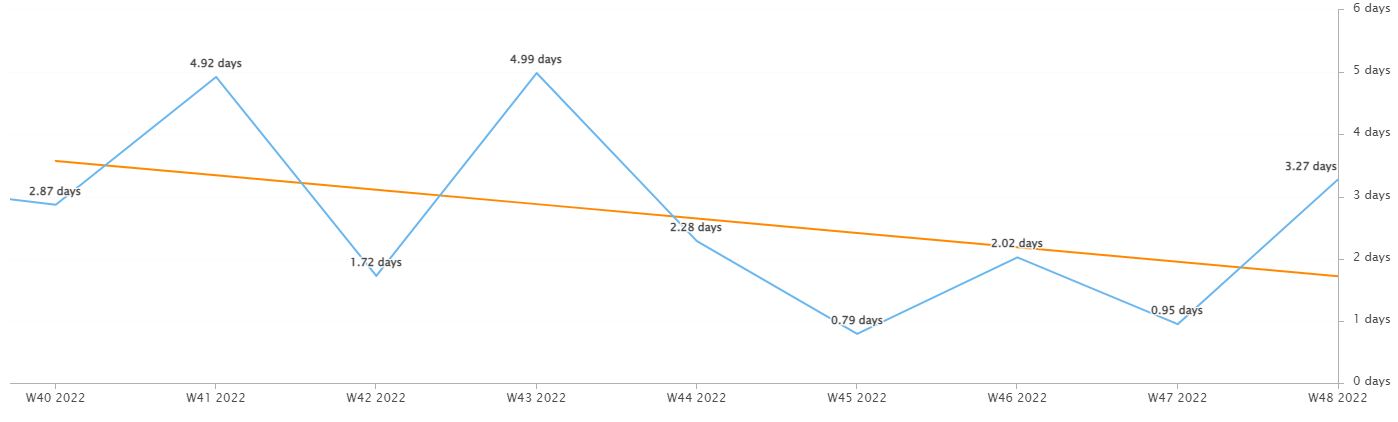 6 days
4.99 days
4.92 days
5 days
4 days
3.27 days
2.87 days
3 days
2.28 days
2.02 days
1.72 days
2 days
0.79 days
0.95 days
1 days
0 days
W40 2022
W41 2022
W42 2022
W43 2022
W44 2022
W45 2022
W46 2022
W47 2022
W48 2022